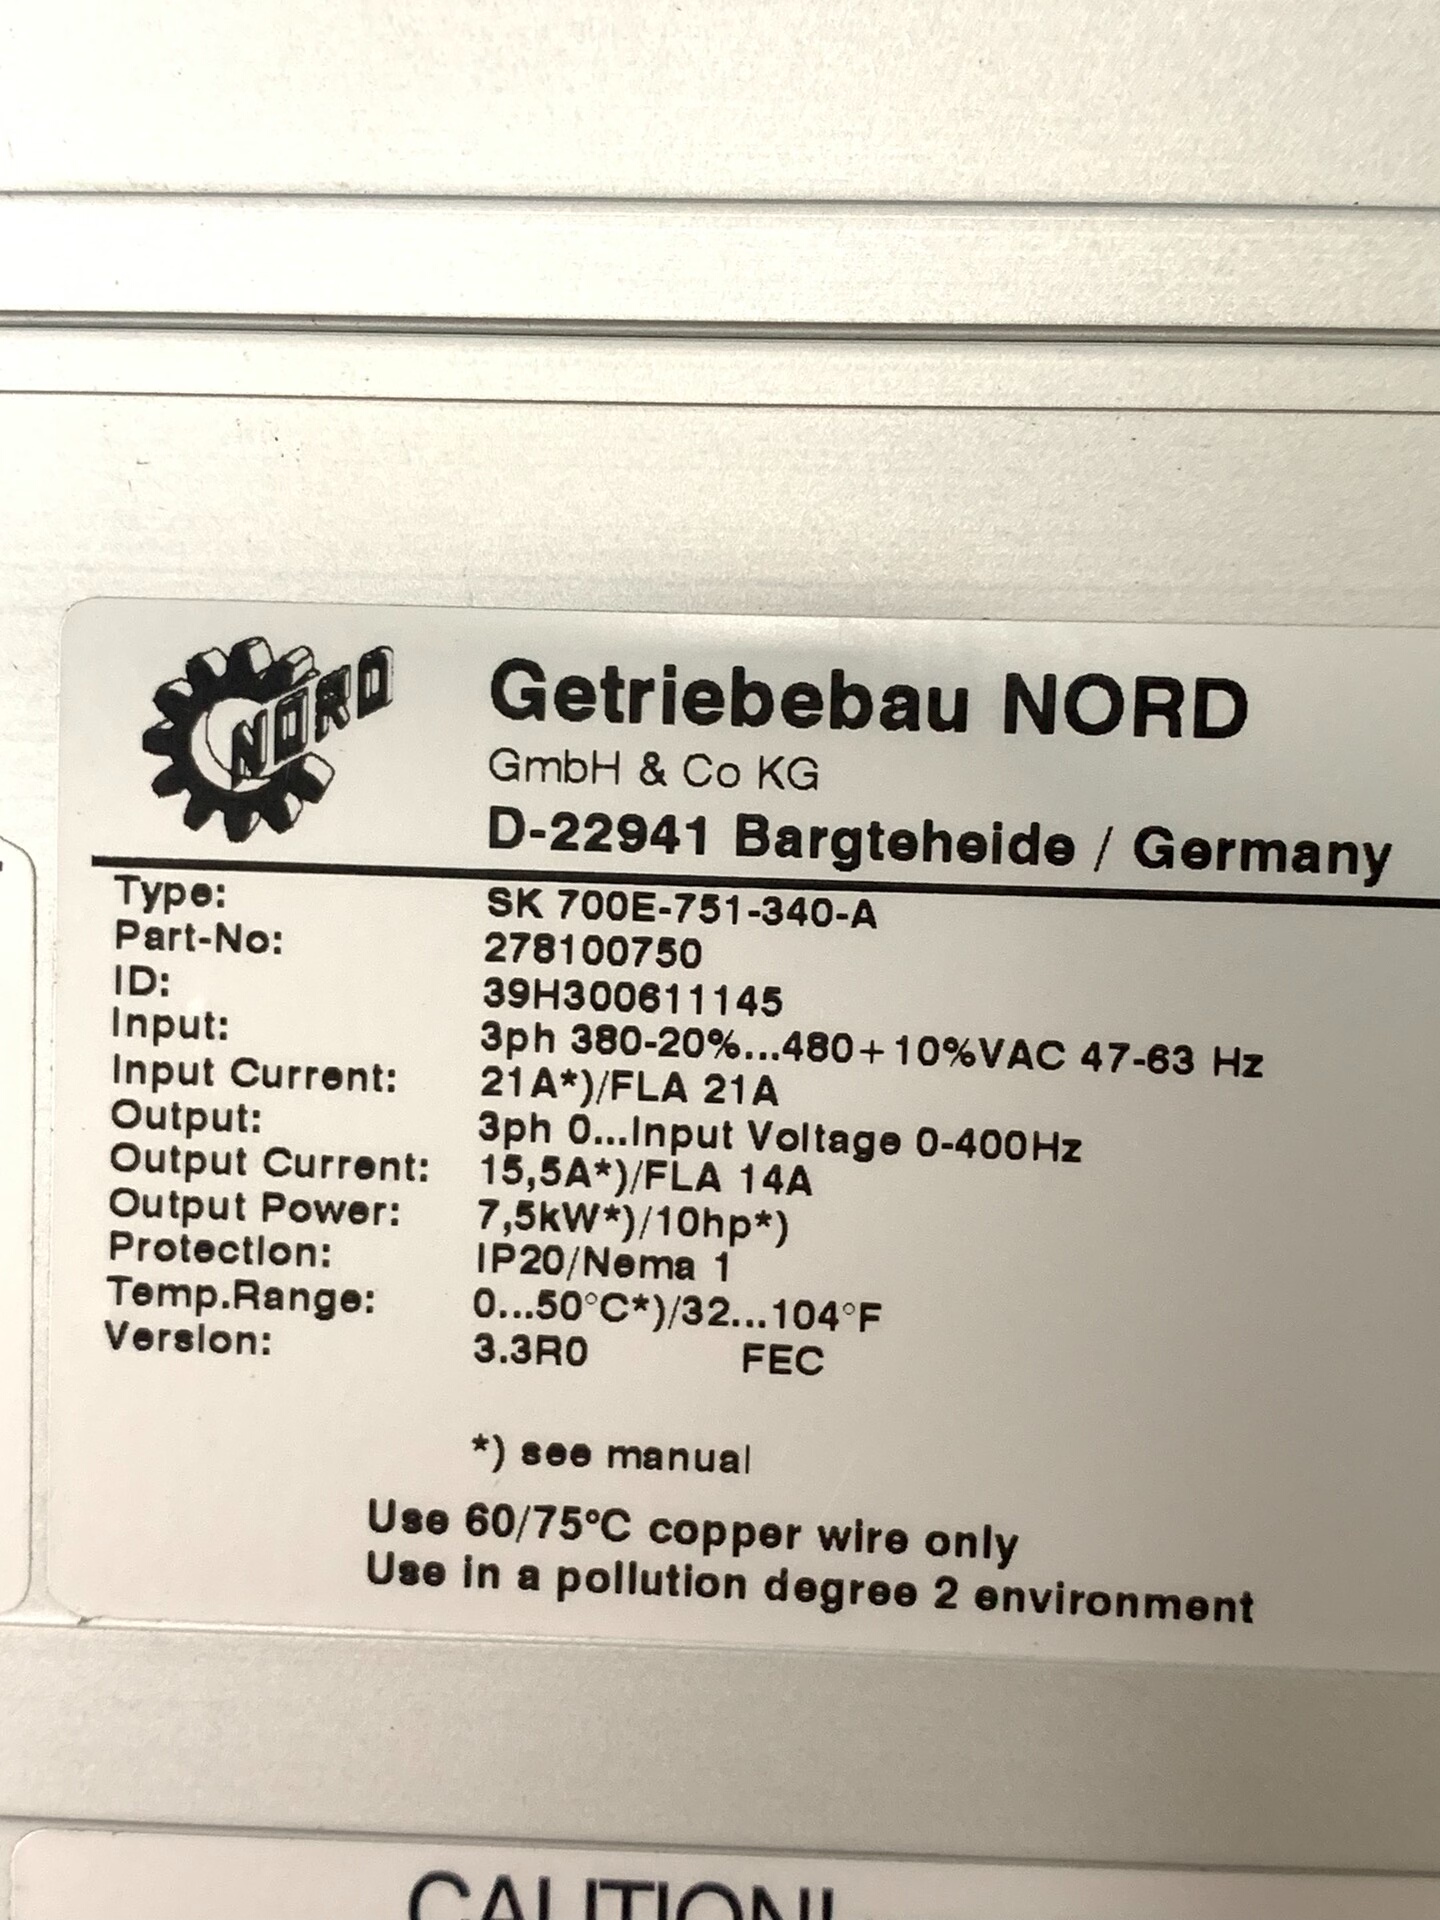 NORD
Getriebebau NORD
GmbH & Co KG
D-22941 Bargteheide / Germany
Type: SK 700E-751-340-A
Part-No: 278100750
ID: 39H300611145
Input: 3ph 380-20%...480+10%VAC 47-63 Hz
Input Current: 21A*)/FLA 21A
Output: 3ph 0...Input Voltage 0-400Hz
Output Current: 15,5A*)/FLA 14A
Output Power: 7,5kW*)/10hp*)
Protection: IP20/Nema 1
Temp.Range: 0...50°C*)/32...104°F
Version: 3.3R0 FEC
*) see manual
Use 60/75°C copper wire only
Use in a pollution degree 2 environment
CAUTION!